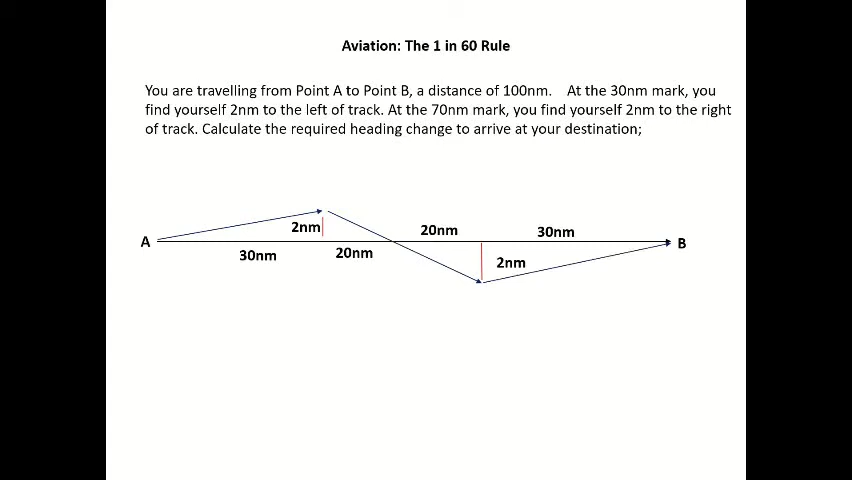 Aviation: The 1 in 60 Rule
You are travelling from Point A to Point B, a distance of 100nm. At the 30nm mark, you
find yourself 2nm to the left of track. At the 70nm mark, you find yourself 2nm to the right
of track. Calculate the required heading change to arrive at your destination;
2nm
20nm
30nm
A
B
30nm
20nm
2nm